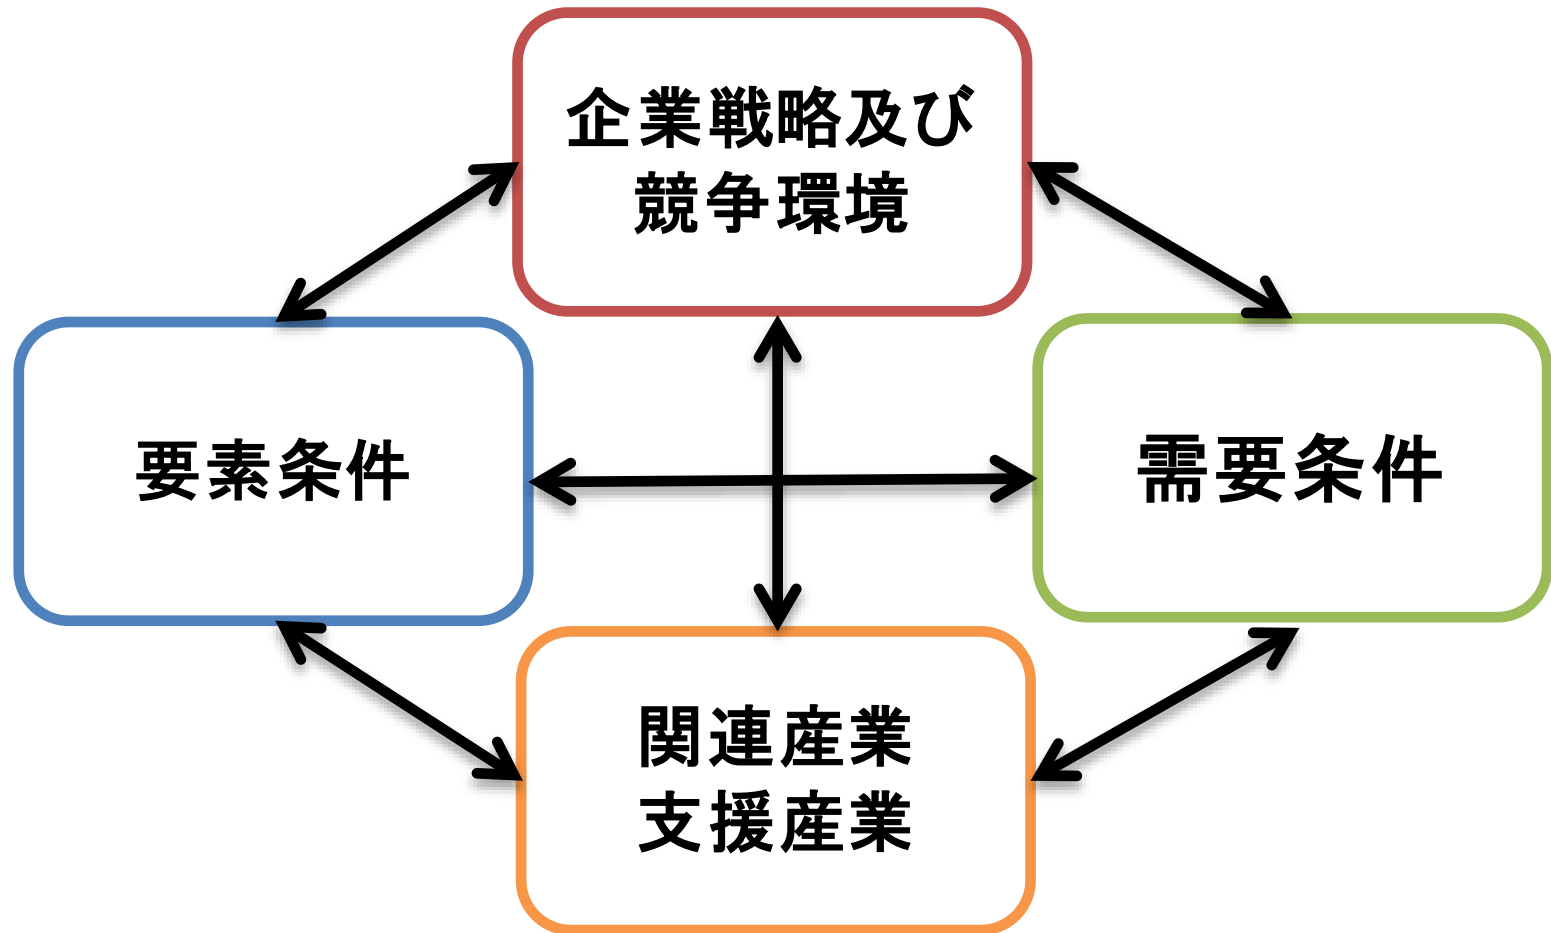 企業戦略及び
競争環境
要素条件
需要条件
関連産業
支援産業